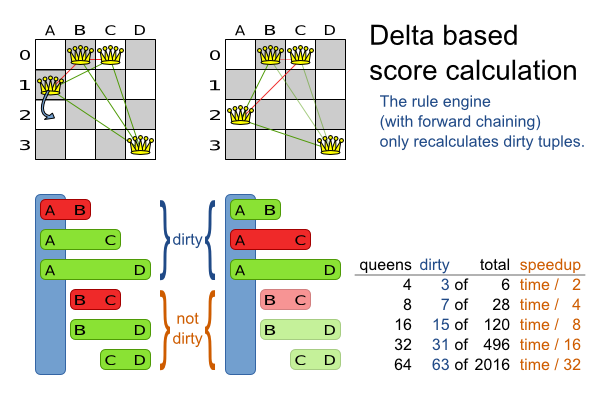 A B C D
0
1
2
3
A B C D
0
1
2
3
Delta based
score calculation
The rule engine
(with forward chaining)
only recalculates dirty tuples.
A B
A C
A D
B C
B D
C D
dirty
not
dirty
A B
A C
A D
B C
B D
C D
queens dirty total speedup
4 3 of 6 time / 2
8 7 of 28 time / 4
16 15 of 120 time / 8
32 31 of 496 time / 16
64 63 of 2016 time / 32